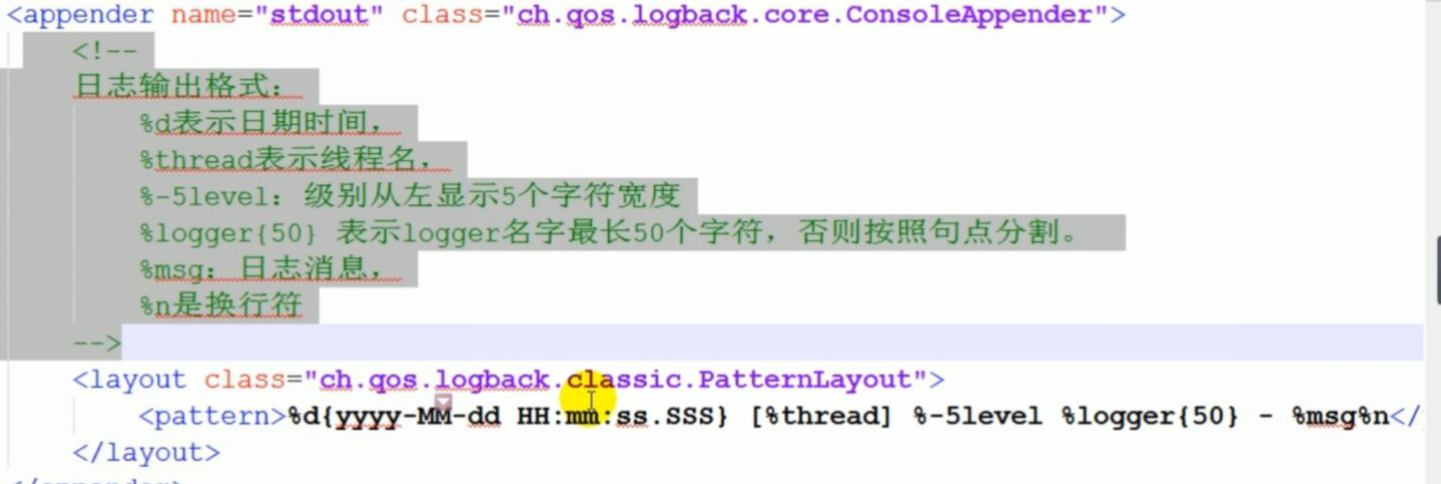 <appender name="stdout" class="ch.qos.logback.core.ConsoleAppender">
<!--
日志输出格式：
%d表示日期时间，
%thread表示线程名，
%-5level：级别从左显示5个字符宽度
%logger{50} 表示logger名字最长50个字符，否则按照句点分割。
%msg：日志消息，
%n是换行符
-->
<layout class="ch.qos.logback.classic.PatternLayout">
<pattern>%d{yyyy-MM-dd HH:mm:ss.SSS} [%thread] %-5level %logger{50} - %msg%n</
</layout>